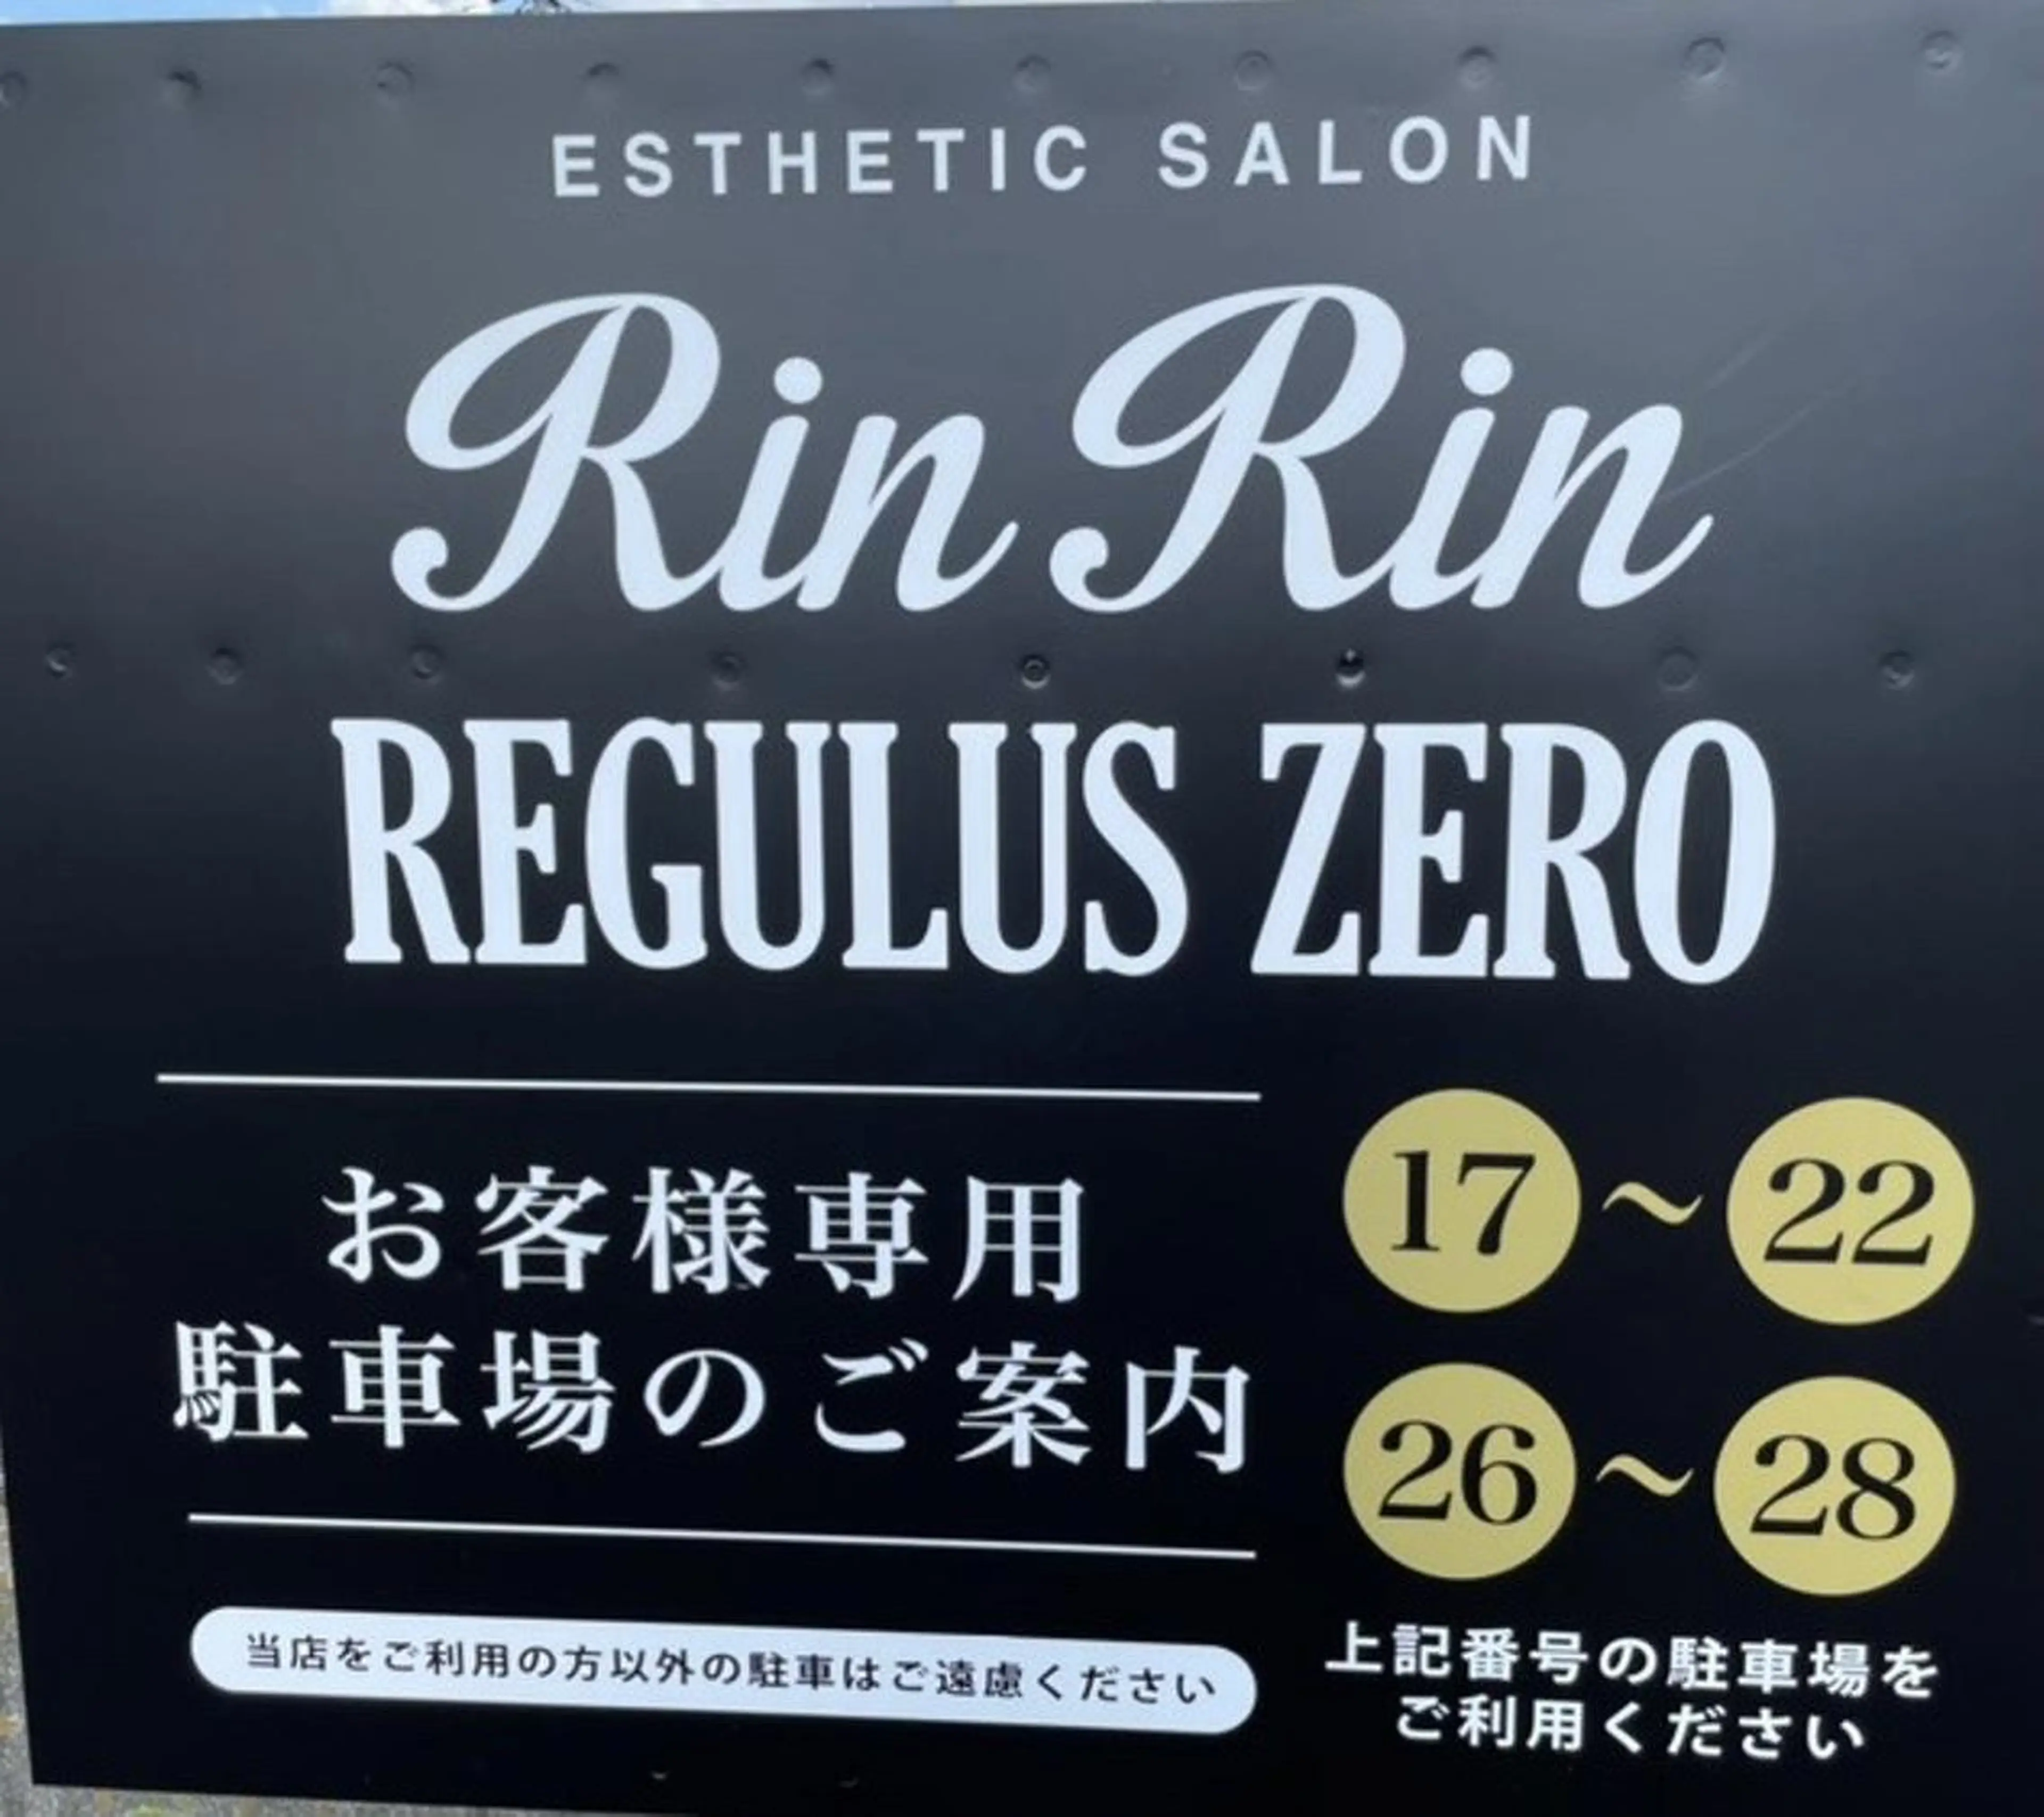 ESTHETIC SALON
Rin Rin
REGULUS ZERO
お客様専用
駐車場のご案内
当店をご利用の方以外の駐車はご遠慮ください
17～22
26～28
上記番号の駐車場を
ご利用ください